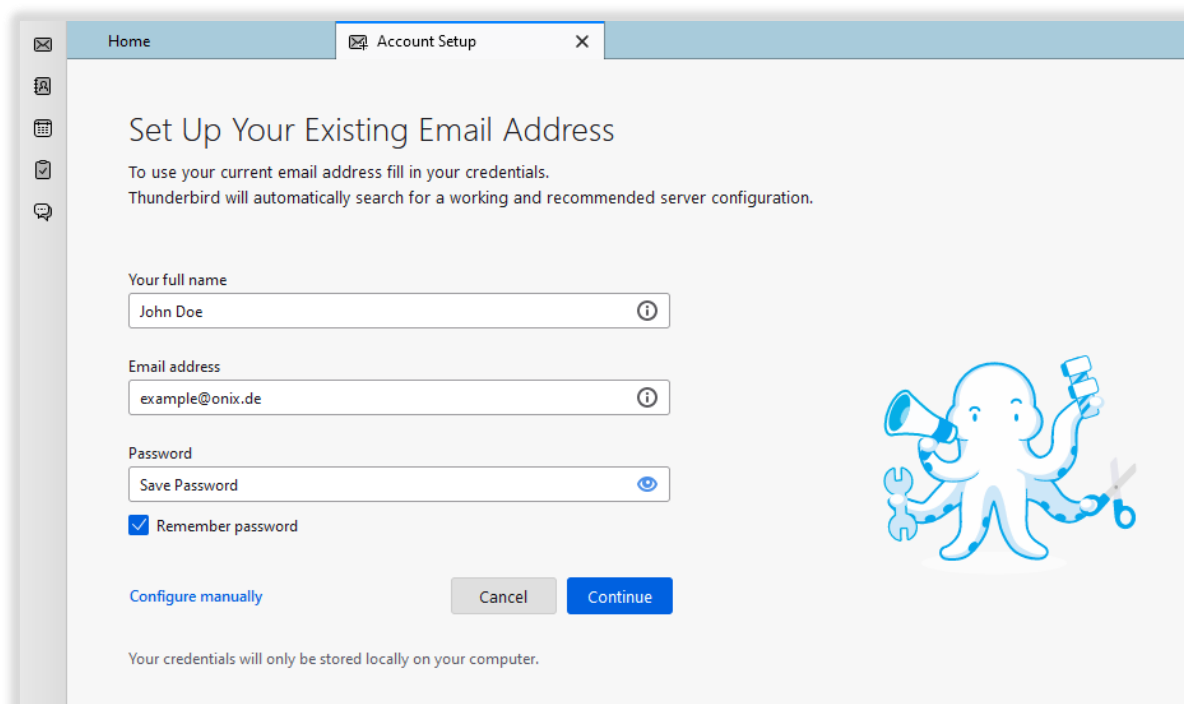 Home
Account Setup
Set Up Your Existing Email Address
To use your current email address fill in your credentials.
Thunderbird will automatically search for a working and recommended server configuration.
Your full name
John Doe
Email address
example@onix.de
Password
Save Password
Remember password
Configure manually
Cancel
Continue
Your credentials will only be stored locally on your computer.